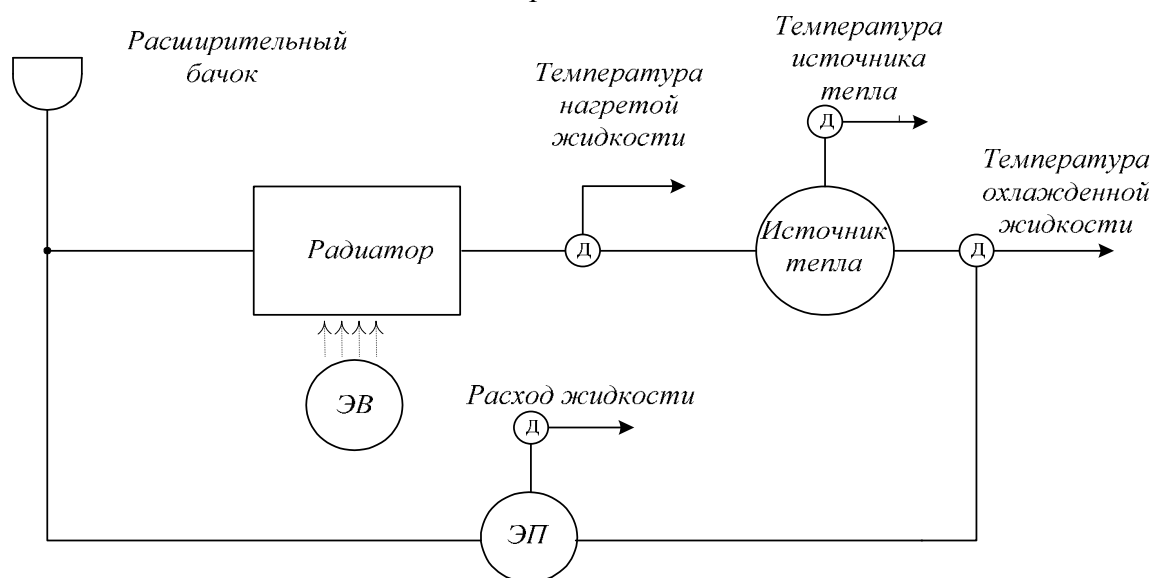 Расширительный
бачок
Температура
нагретой
жидкости
Температура
источника
тепла
Д
Температура
охлажденной
жидкости
Радиатор
Д
Источник
тепла
Д
ЭВ
Расход жидкости
Д
ЭП